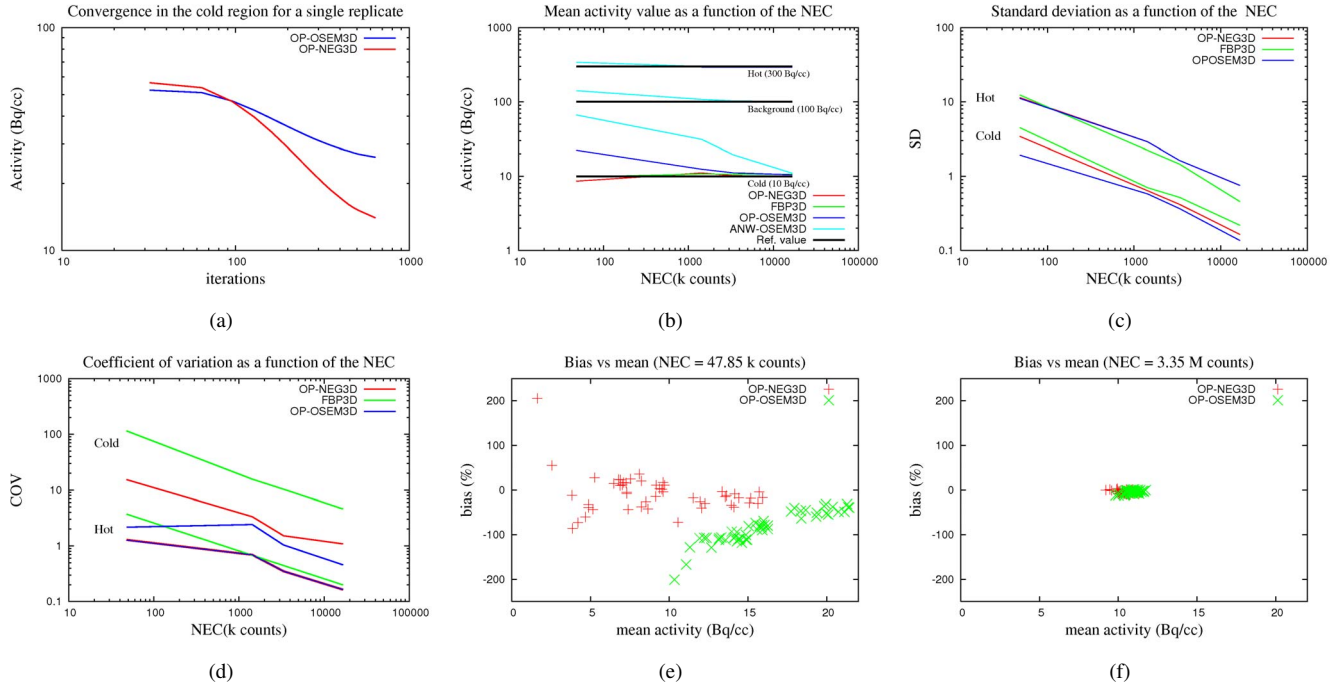 Convergence in the cold region for a single replicate
100
OP-OSEM3D
OP-NEG3D
Activity (Bq/cc)
10
10
100
1000
iterations
(a)
Mean activity value as a function of the NEC
1000
Hot (300 Bq/cc)
100
Background (100 Bq/cc)
Activity (Bq/cc)
10
Cold (10 Bq/cc)
OP-NEG3D
FBP3D
OP-OSEM3D
ANW-OSEM3D
Ref. value
1
10
100
1000
10000
100000
NEC(k counts)
(b)
Standard deviation as a function of the NEC
100
OP-NEG3D
FBP3D
OPOSEM3D
10
Hot
Cold
SD
1
0.1
10
100
1000
10000
100000
NEC(k counts)
(c)
Coefficient of variation as a function of the NEC
1000
OP-NEG3D
FBP3D
OP-OSEM3D
100
Cold
COV
10
Hot
1
0.1
10
100
1000
10000
100000
NEC(k counts)
(d)
Bias vs mean (NEC = 47.85 k counts)
200
OP-NEG3D
OP-OSEM3D
100
bias (%)
0
-100
-200
0
5
10
15
20
mean activity (Bq/cc)
(e)
Bias vs mean (NEC = 3.35 M counts)
200
OP-NEG3D
OP-OSEM3D
100
bias (%)
0
-100
-200
0
5
10
15
20
mean activity (Bq/cc)
(f)